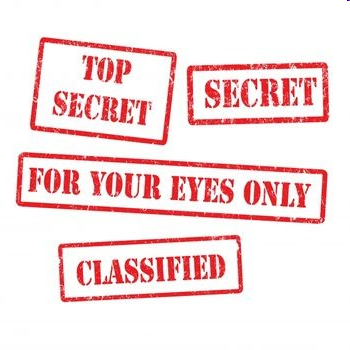 TOP
SECRET
SECRET
FOR YOUR EYES ONLY
CLASSIFIED